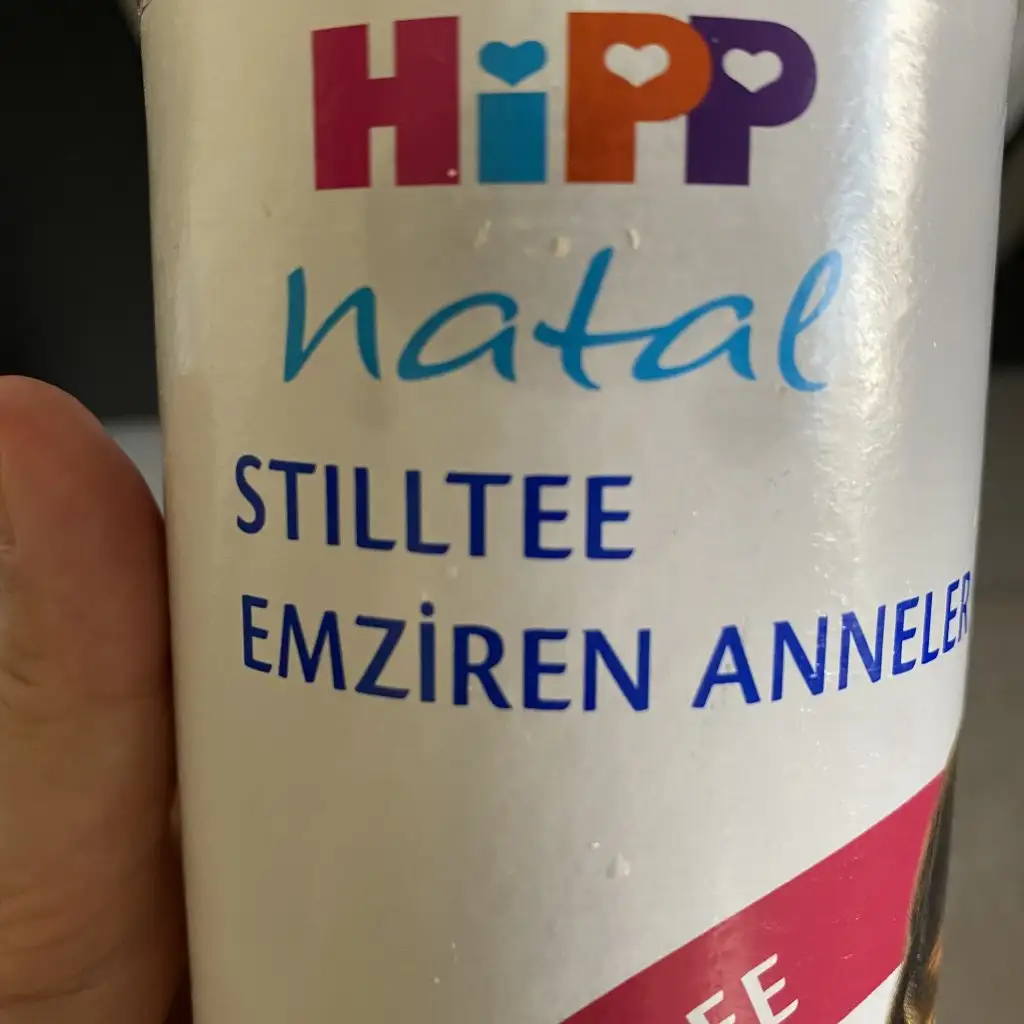 HiPP
natal
STILLTEE
EMZİREN ANNELER